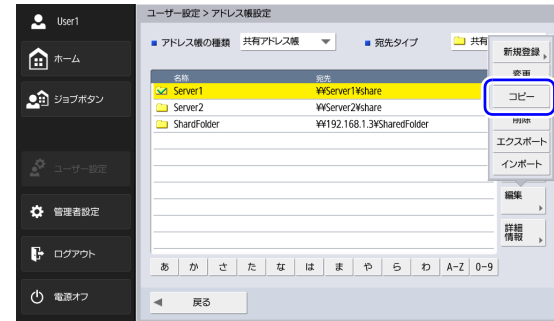 User1
ホーム
ジョブボタン
ユーザー設定
管理者設定
ログアウト
電源オフ
ユーザー設定 > アドレス帳設定
アドレス帳の種類
共有アドレス帳
宛先タイプ
共有
名称 宛先
Server1 ¥¥Server1¥share
Server2 ¥¥Server2¥share
ShardFolder ¥¥192.168.1.3¥SharedFolder
新規登録
変更
コピー
削除
エクスポート
インポート
編集
詳細
情報
あ か さ た な は ま や ら わ A-Z 0-9
戻る